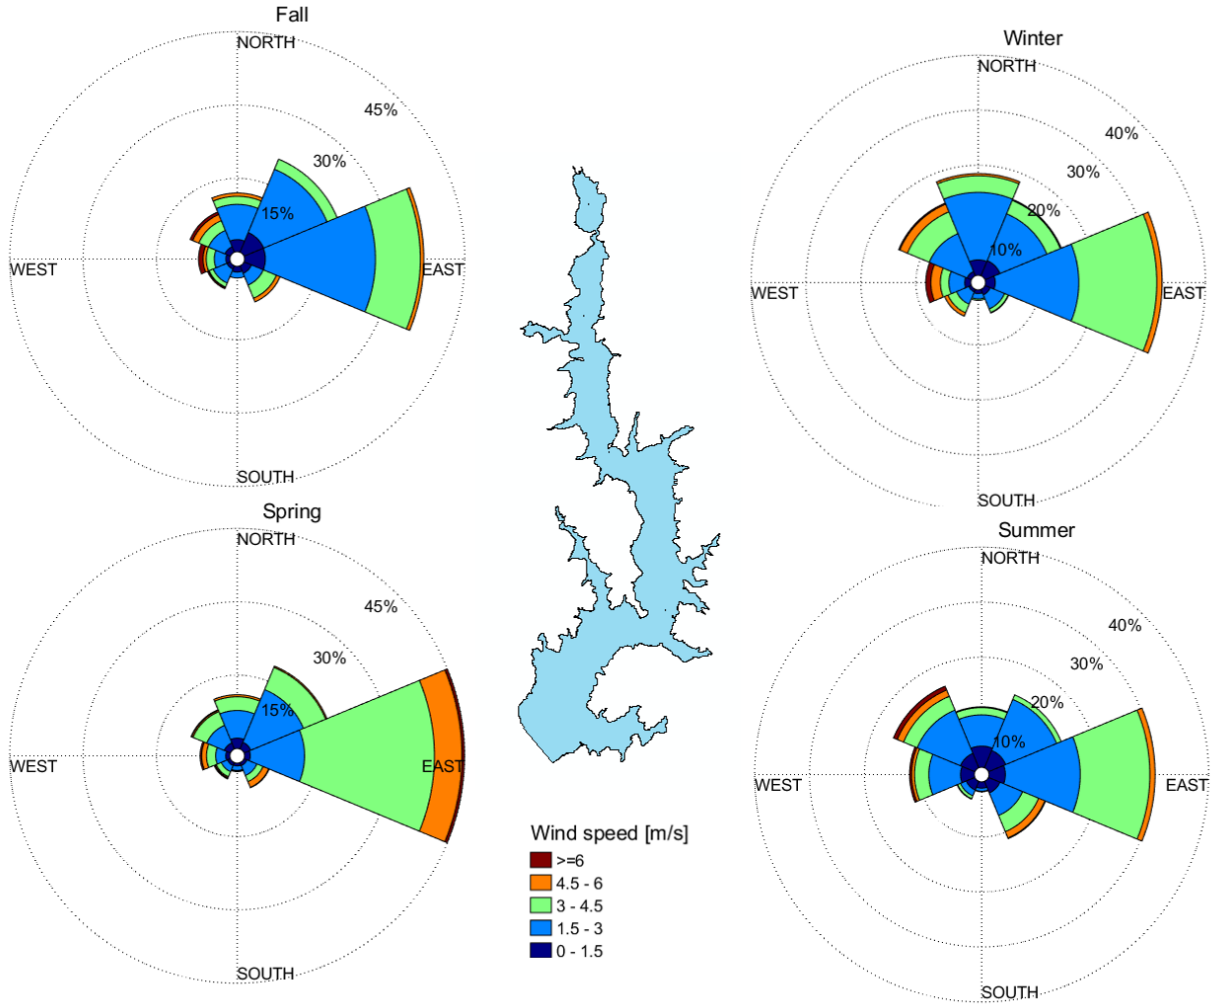 Fall
NORTH
45%
30%
15%
WEST
EAST
SOUTH
Winter
NORTH
40%
30%
20%
10%
WEST
EAST
SOUTH
Spring
NORTH
45%
30%
15%
WEST
EAST
SOUTH
Summer
NORTH
40%
30%
20%
10%
WEST
EAST
SOUTH
Wind speed [m/s]
>=6
4.5 - 6
3 - 4.5
1.5 - 3
0 - 1.5